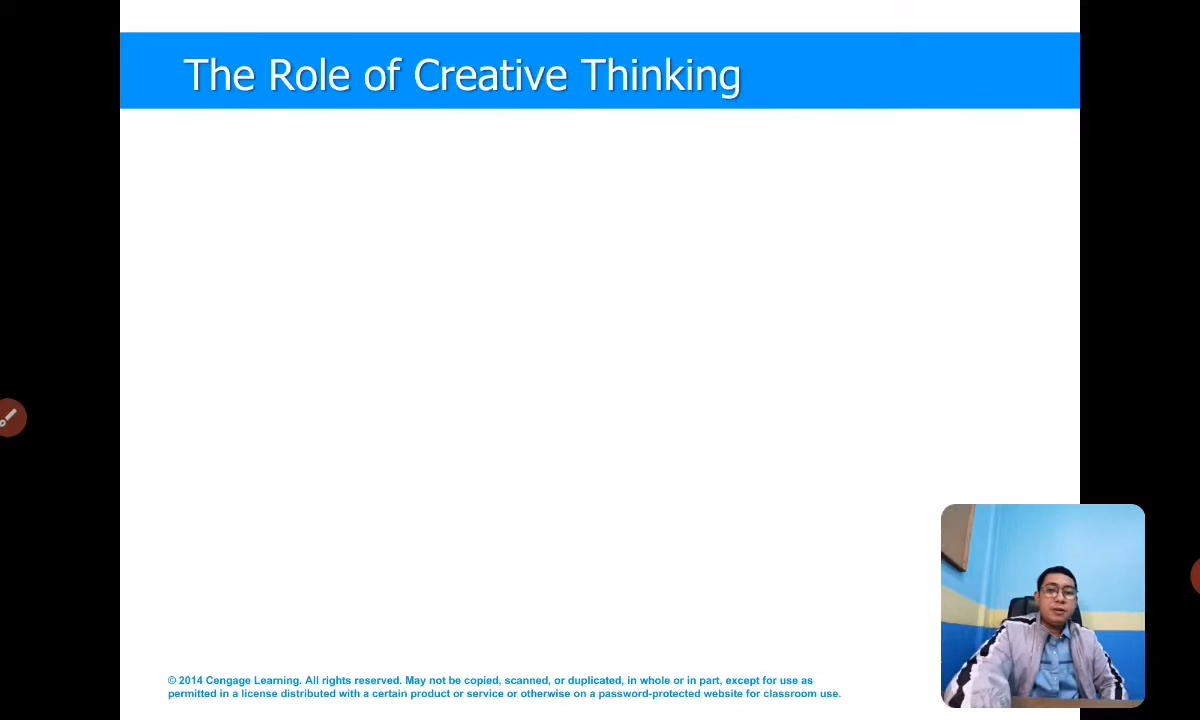 The Role of Creative Thinking
© 2014 Cengage Learning. All rights reserved. May not be copied, scanned, or duplicated, in whole or in part, except for use as
permitted in a license distributed with a certain product or service or otherwise on a password-protected website for classroom use.